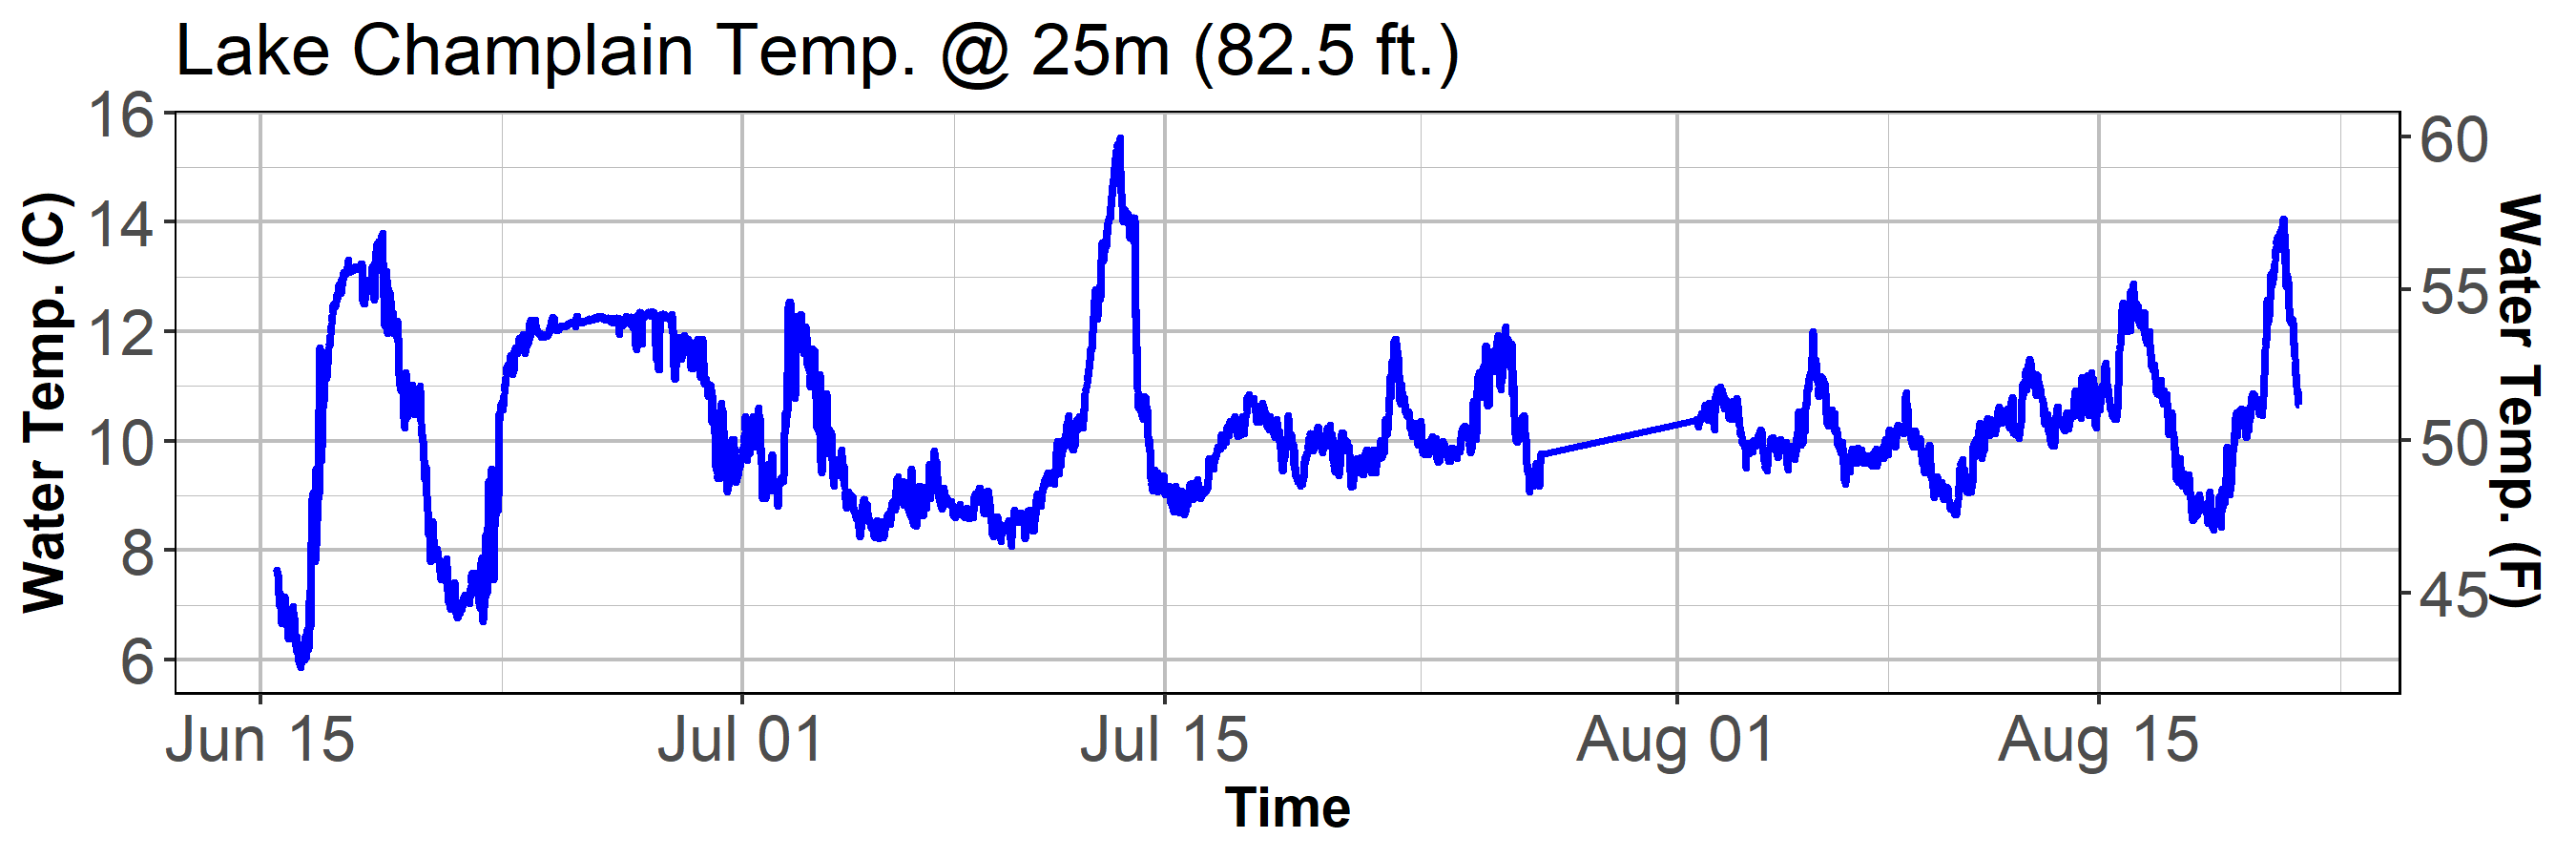 Lake Champlain Temp. @ 25m (82.5 ft.)
Water Temp. (C)
16
14
12
10
8
6
60
55
50
45
Water Temp. (F)
Jun 15
Jul 01
Jul 15
Aug 01
Aug 15
Time